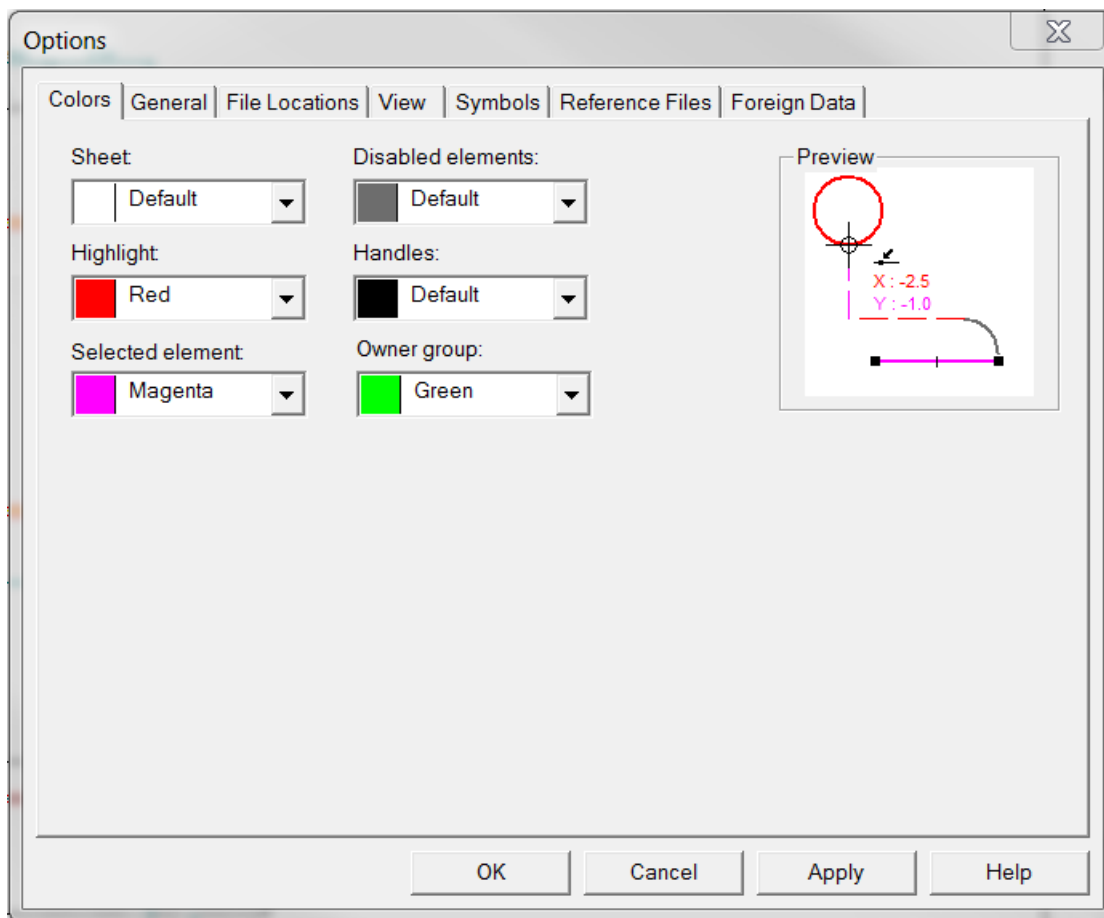 Options
Colors General File Locations View Symbols Reference Files Foreign Data
Sheet: Disabled elements: Preview
Default Default
Highlight: Handles:
Red Default
X : -2.5
Y : -1.0
Selected element: Owner group:
Magenta Green
OK Cancel Apply Help